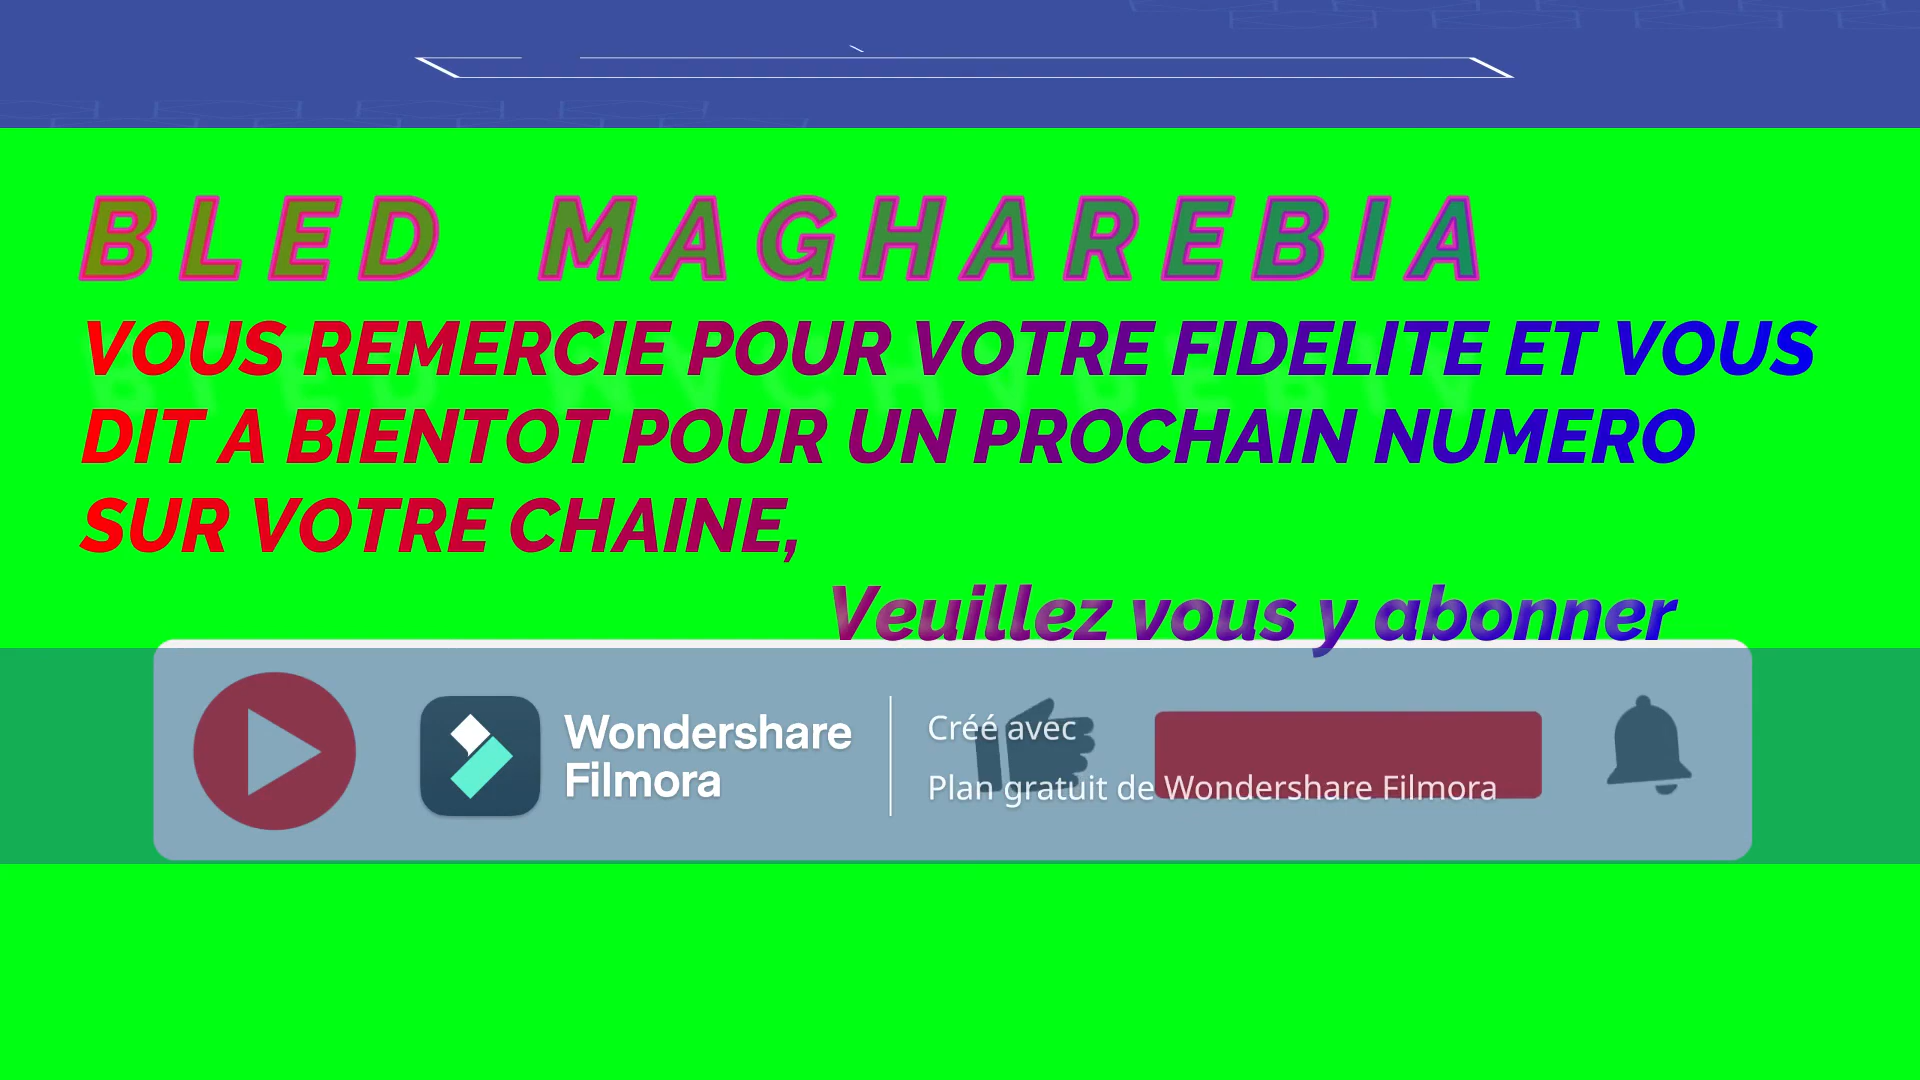 BLED MAGHAREBIA
VOUS REMERCIE POUR VOTRE FIDELITE ET VOUS
DIT A BIENTOT POUR UN PROCHAIN NUMERO
SUR VOTRE CHAINE,
Veuillez vous y abonner
Wondershare
Filmora
Créé avec
Plan gratuit de Wondershare Filmora